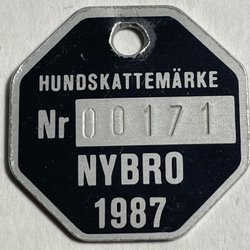 HUNDSKATTEMÄRKE
Nr 00171
NYBRO
1987